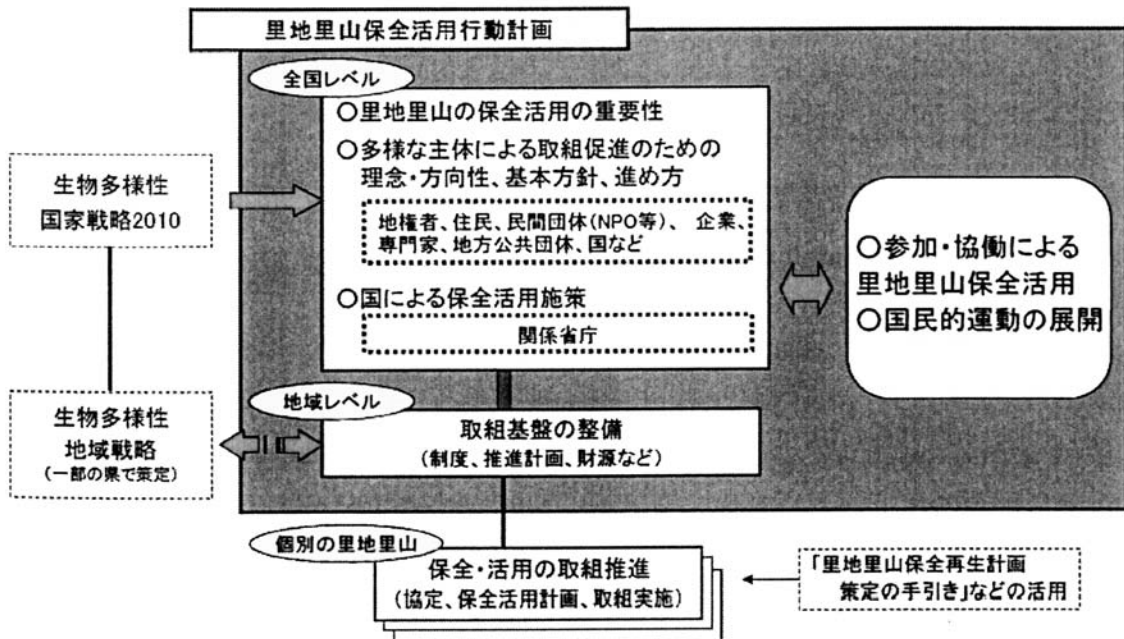 里地里山保全活用行動計画
全国レベル
○里地里山の保全活用の重要性
○多様な主体による取組促進のための
理念・方向性、基本方針、進め方
地権者、住民、民間団体(NPO等)、 企業、
専門家、地方公共団体、国など
○国による保全活用施策
関係省庁
生物多様性
国家戦略2010
○参加・協働による
里地里山保全活用
○国民的運動の展開
地域レベル
取組基盤の整備
(制度、推進計画、財源など)
生物多様性
地域戦略
(一部の県で策定)
個別の里地里山
保全・活用の取組推進
(協定、保全活用計画、取組実施)
「里地里山保全再生計画
策定の手引き」などの活用